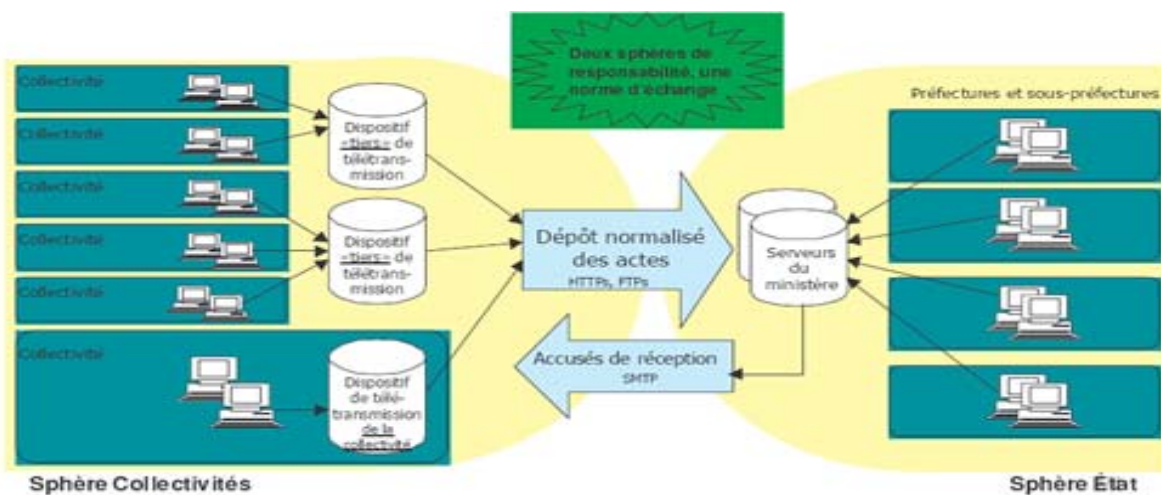 Deux sphères de
responsabilité, une
norme d'échange
Collectivité
Collectivité
Collectivité
Collectivité
Collectivité
Collectivité
Dispositif
«tiers» de
télétrans-
mission
Dispositif
«tiers» de
télétrans-
mission
Dispositif
de télé-
transmission
de la
collectivité
Dépôt normalisé
des actes
HTTPs, FTPs
Accusés de réception
SMTP
Serveurs
du
ministère
Préfectures et sous-préfectures
Sphère Collectivités
Sphère État